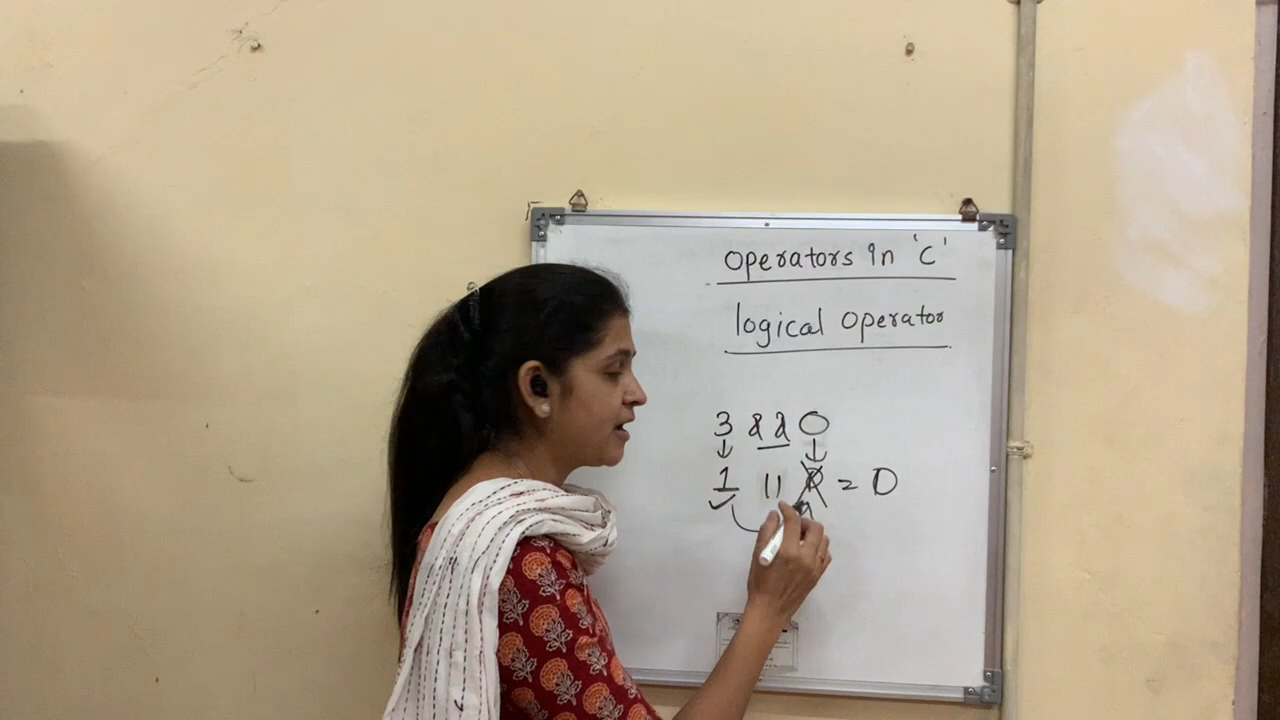 Operators in 'C'
logical Operator
3 && 0
↓ ↓
1 || 0 = 0